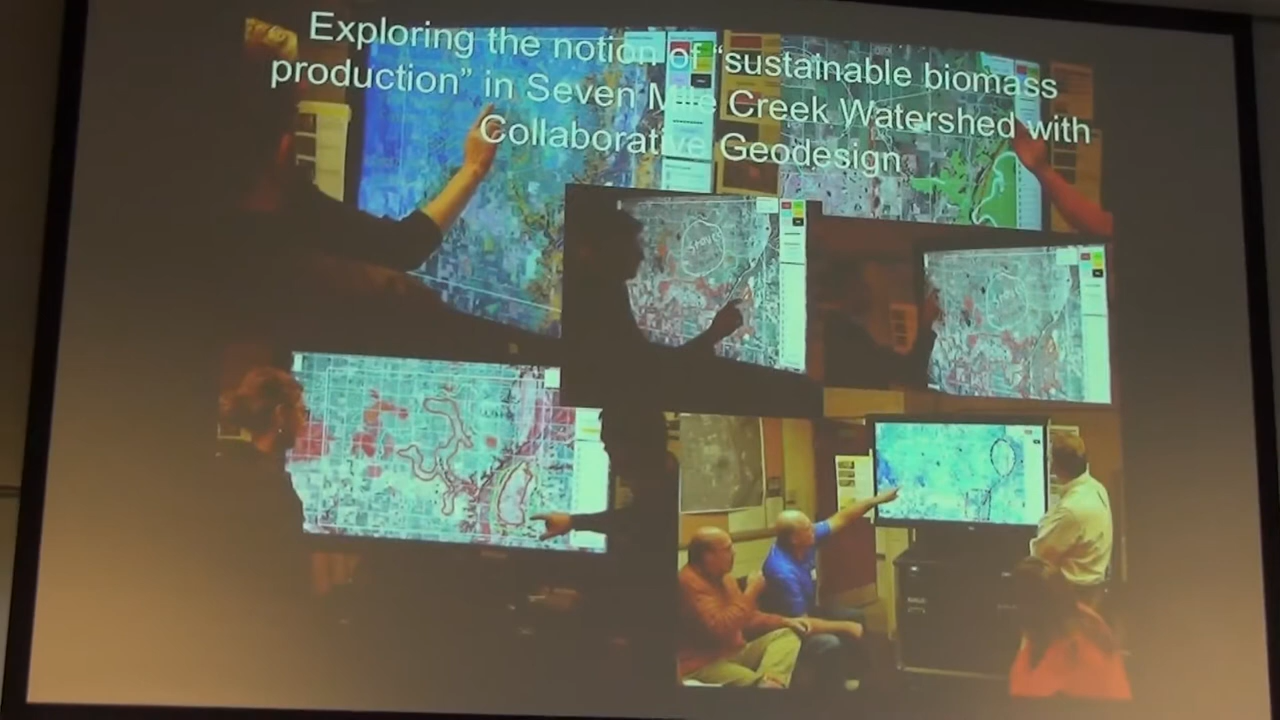 Exploring the notion of “sustainable biomass
production” in Seven Mile Creek Watershed with
Collaborative Geodesign